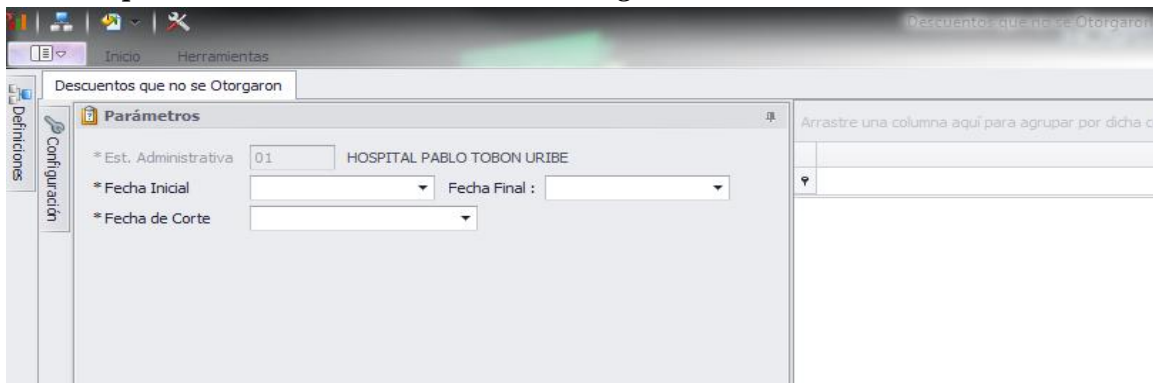 Descuentos que no se Otorgaron
Inicio Herramientas
Descuentos que no se Otorgaron
Definiciones
Configuración
Parámetros
Arrastre una columna aquí para agrupar por dicha c
* Est. Administrativa 01 HOSPITAL PABLO TOBON URIBE
* Fecha Inicial Fecha Final :
* Fecha de Corte